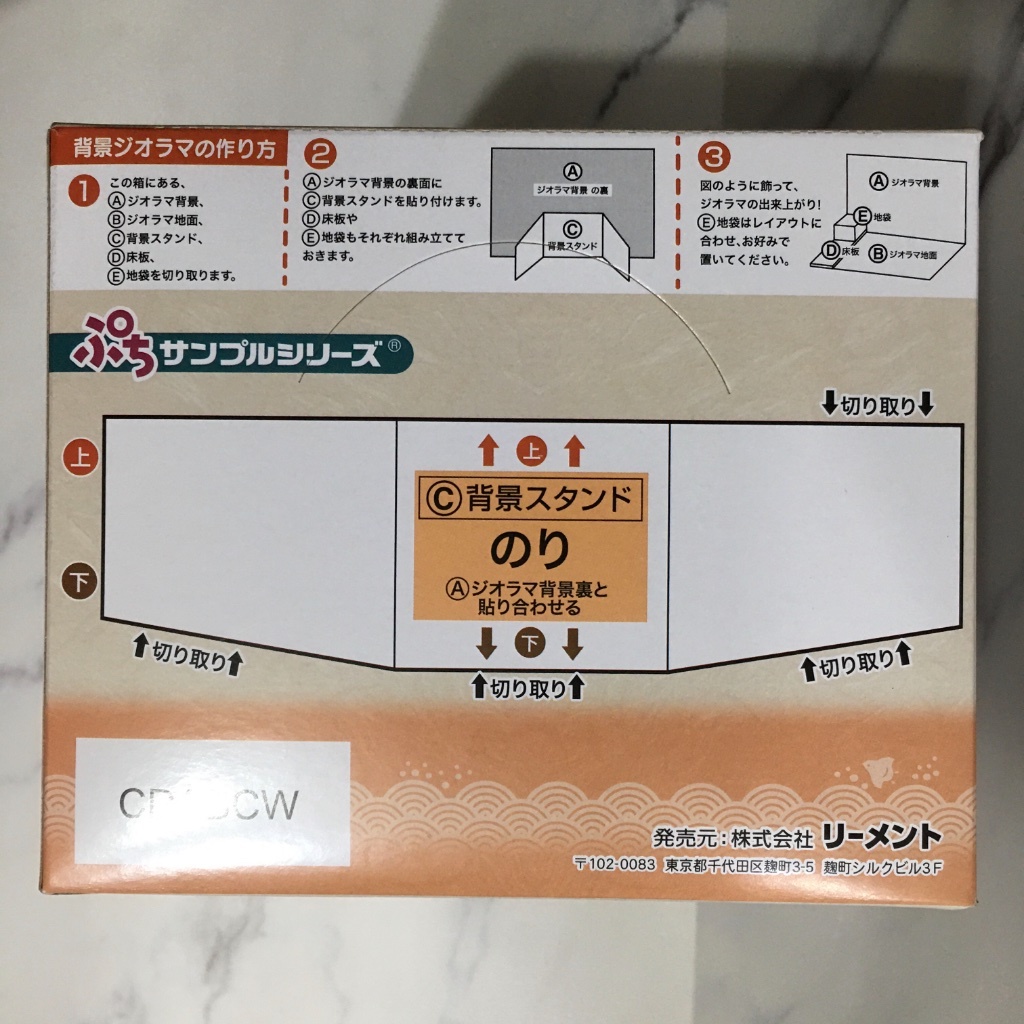 背景ジオラマの作り方
1
この箱にある、
Ⓐジオラマ背景、
Ⓑジオラマ地面、
Ⓒ背景スタンド、
Ⓓ床板、
Ⓔ地袋を切り取ります。
2
Ⓐジオラマ背景の裏面に
Ⓒ背景スタンドを貼り付けます。
Ⓓ床板や
Ⓔ地袋もそれぞれ組み立てて
おきます。
Ⓐ
ジオラマ背景 の裏
Ⓒ
背景スタンド
3
図のように飾って、
ジオラマの出来上がり!
Ⓔ地袋はレイアウトに
合わせ、お好みで
置いてください。
Ⓐジオラマ背景
Ⓔ地袋
Ⓓ床板
Ⓑジオラマ地面
ぷちサンプルシリーズ®
⬇切り取り⬇
上
⬆上⬆
Ⓒ背景スタンド
のり
Ⓐジオラマ背景裏と
貼り合わせる
下
⬇下⬇
⬆切り取り⬆
⬆切り取り⬆
⬆切り取り⬆
発売元:株式会社 リーメント
〒102-0083 東京都千代田区麹町3-5 麹町シルクビル3F